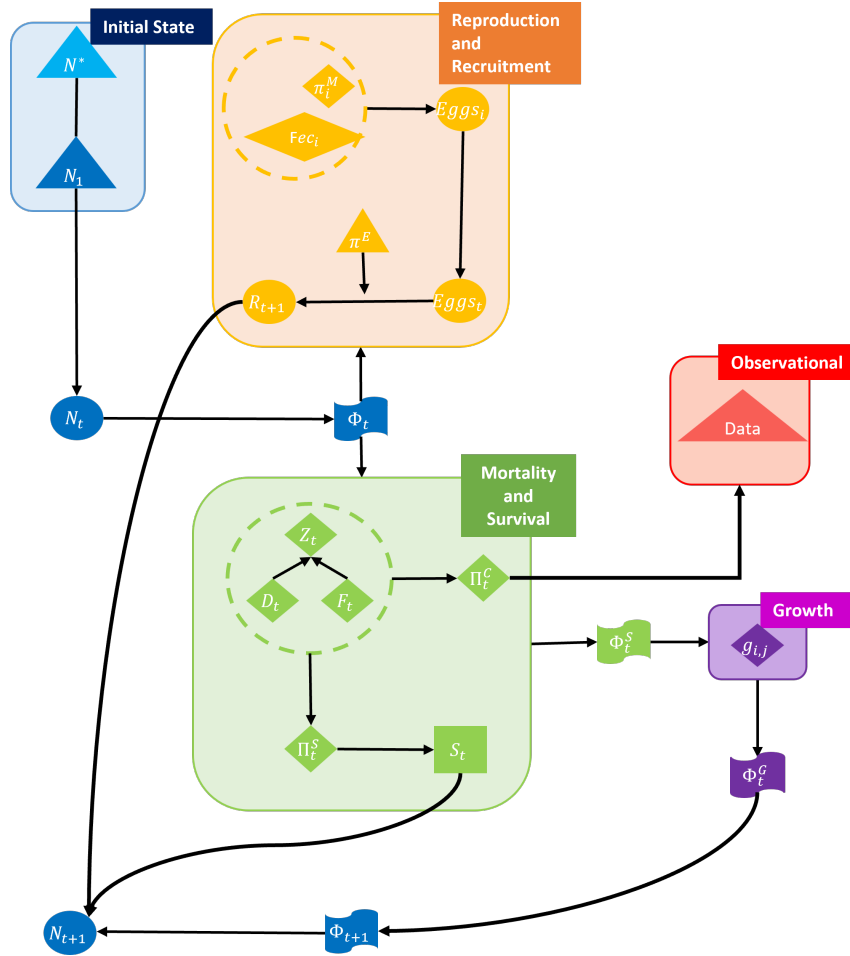 Initial State
N*
N₁
Reproduction
and
Recruitment
πᵢᴹ
Fecᵢ
Eggsᵢ
πᴱ
Rₜ₊₁
Eggsₜ
Nₜ
Φₜ
Observational
Data
Mortality
and
Survival
Zₜ
Dₜ
Fₜ
Πₜᶜ
Φₜˢ
Growth
gᵢ,ⱼ
Πₜˢ
Sₜ
Φₜᴳ
Nₜ₊₁
Φₜ₊₁